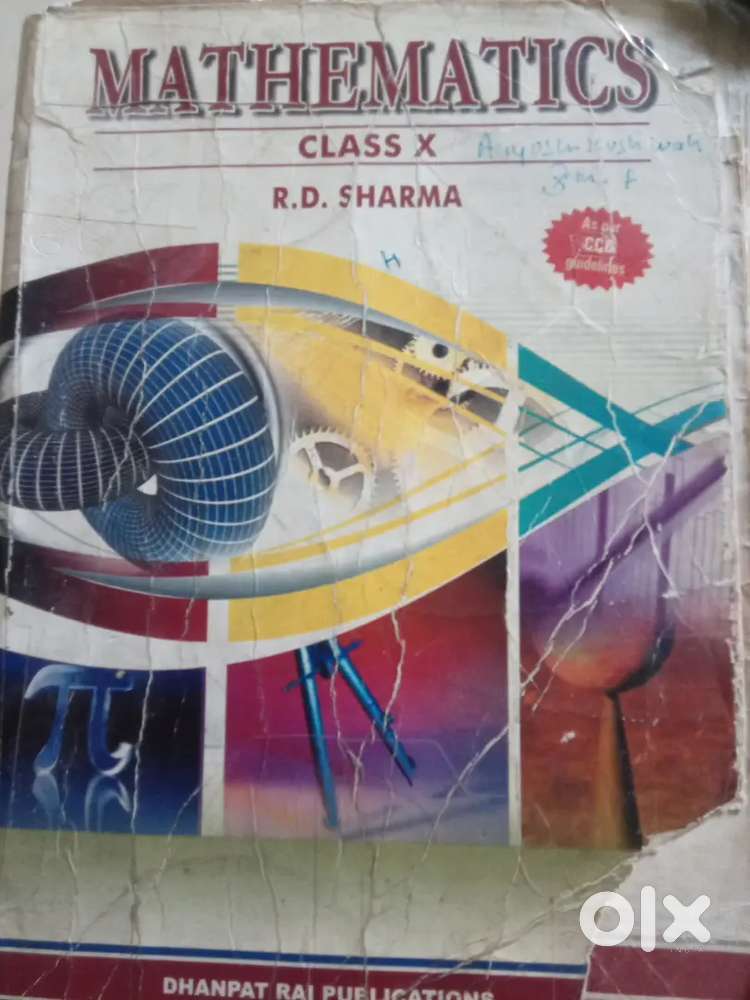 MATHEMATICS
CLASS X
R.D. SHARMA
As per
CCE
guidelines
H
π
DHANPAT RAI PUBLICATIONS
olx